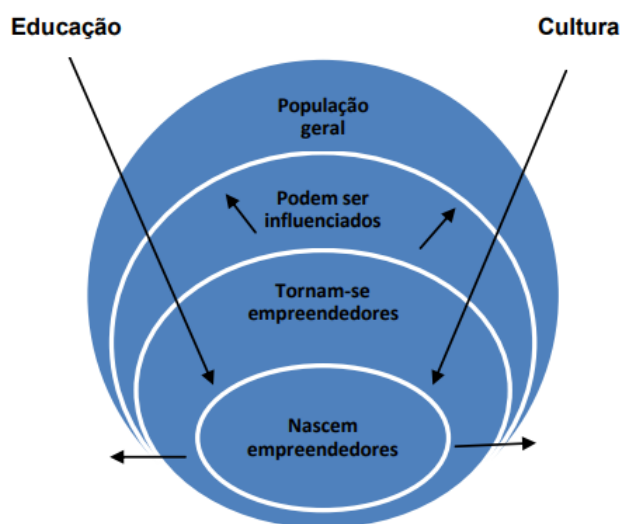 Educação
Cultura
População
geral
Podem ser
influenciados
Tornam-se
empreendedores
Nascem
empreendedores